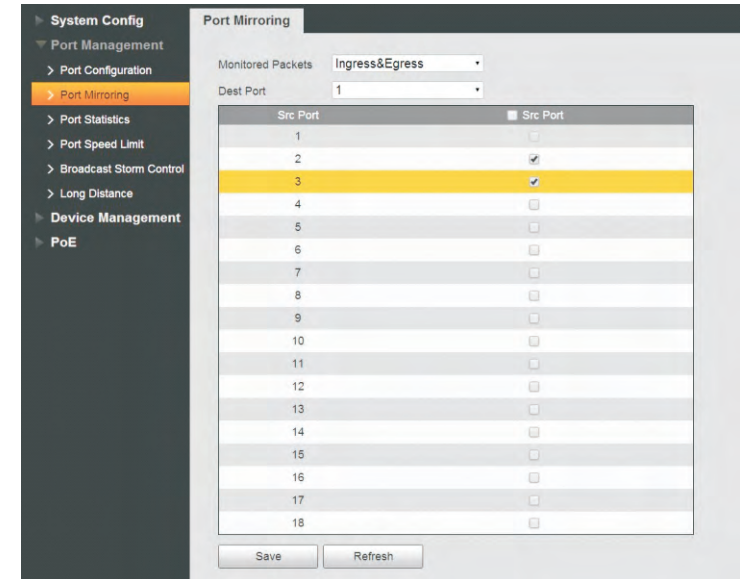 System Config
Port Management
> Port Configuration
> Port Mirroring
> Port Statistics
> Port Speed Limit
> Broadcast Storm Control
> Long Distance
Device Management
PoE
Port Mirroring
Monitored Packets Ingress&Egress
Dest Port 1
Src Port Src Port
1
2
3
4
5
6
7
8
9
10
11
12
13
14
15
16
17
18
Save Refresh